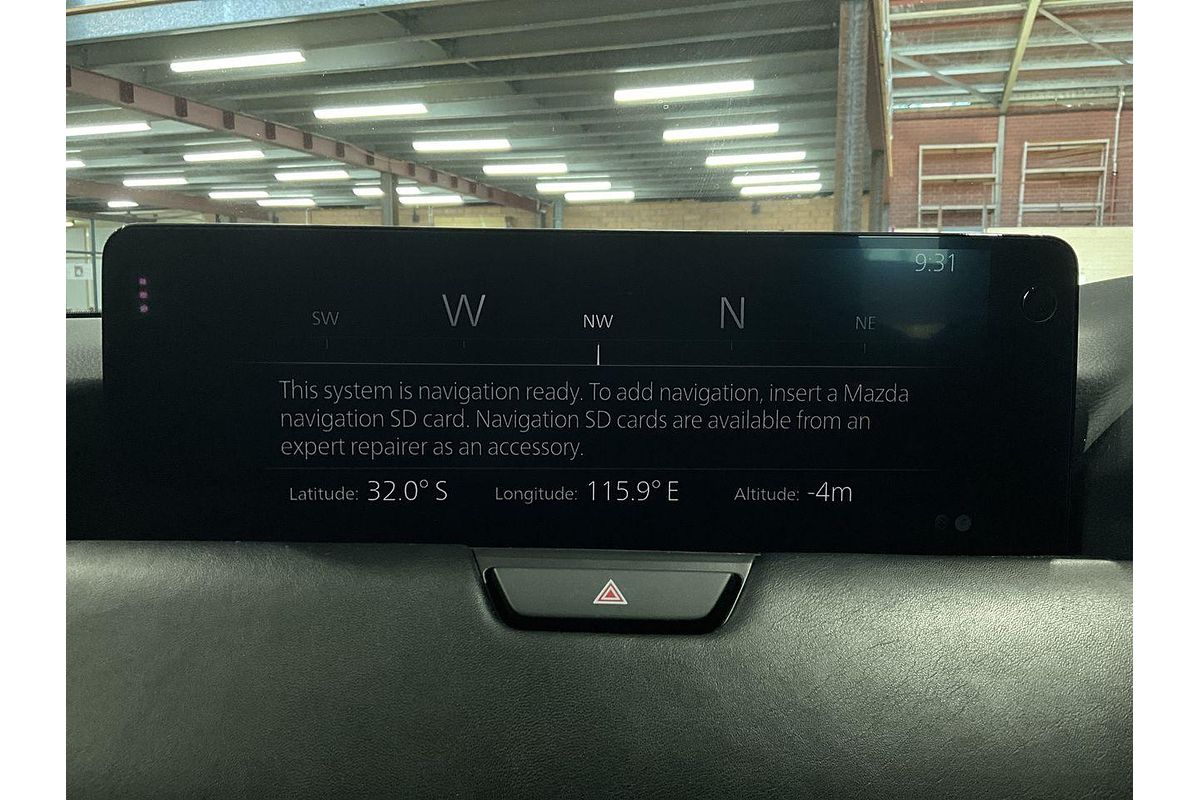 9:31
SW W NW N NE
This system is navigation ready. To add navigation, insert a Mazda
navigation SD card. Navigation SD cards are available from an
expert repairer as an accessory.
Latitude: 32.0° S Longitude: 115.9° E Altitude: -4m